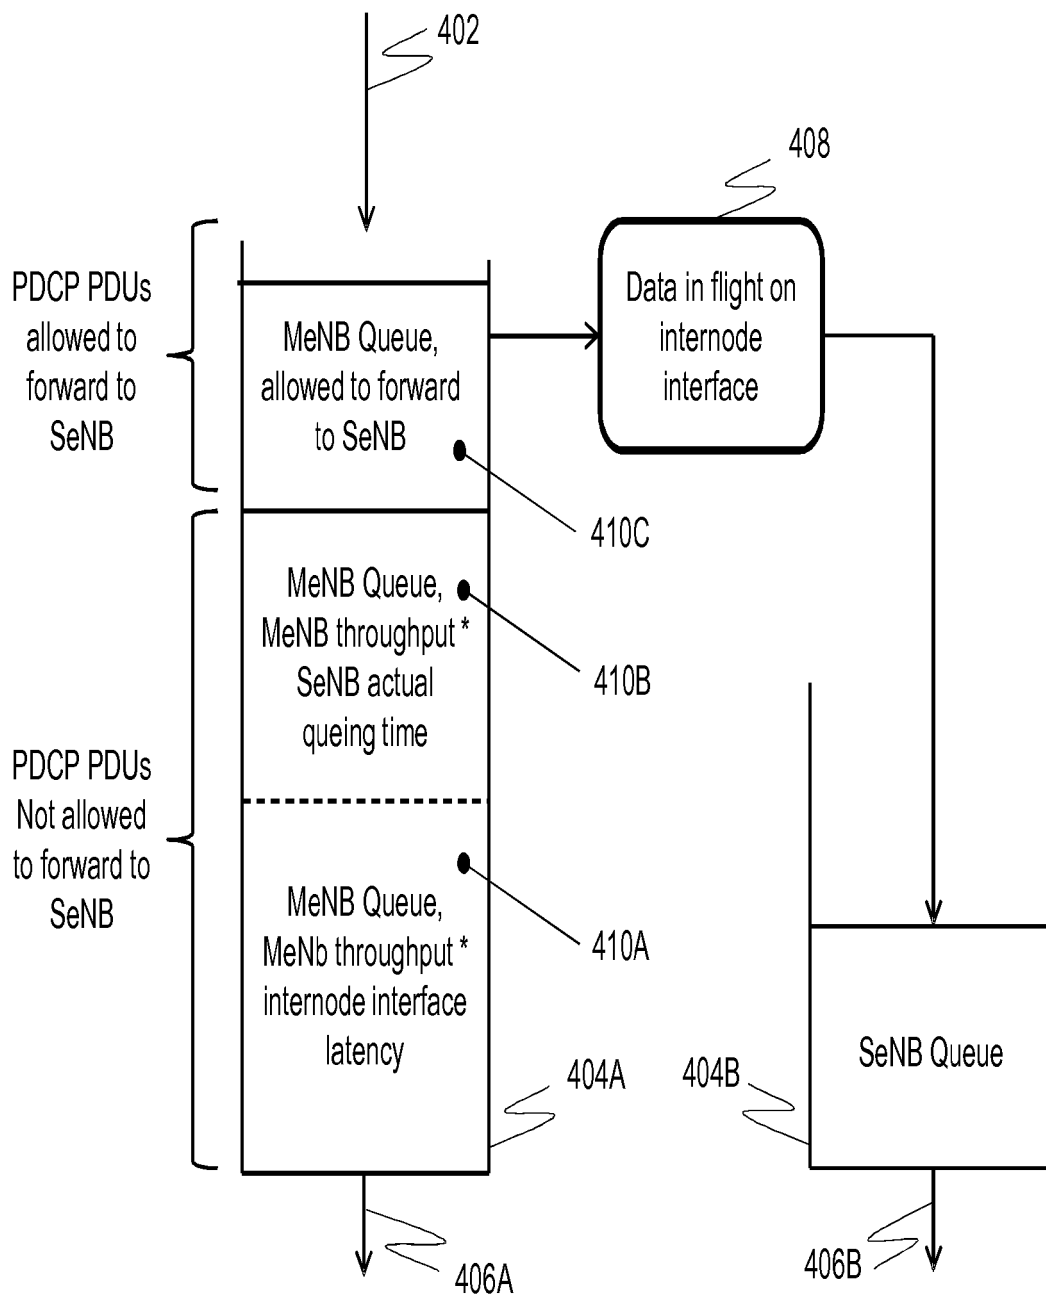 402
408
PDCP PDUs
allowed to
forward to
SeNB
MeNB Queue,
allowed to forward
to SeNB
Data in flight on
internode
interface
410C
MeNB Queue,
MeNB throughput *
SeNB actual
queing time
410B
PDCP PDUs
Not allowed
to forward to
SeNB
MeNB Queue,
MeNb throughput *
internode interface
latency
410A
404A
404B
SeNB Queue
406A
406B